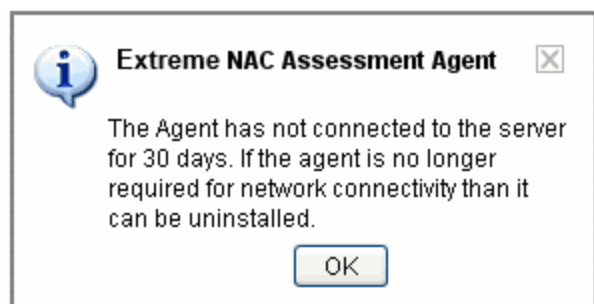 Extreme NAC Assessment Agent
The Agent has not connected to the server
for 30 days. If the agent is no longer
required for network connectivity than it
can be uninstalled.
OK